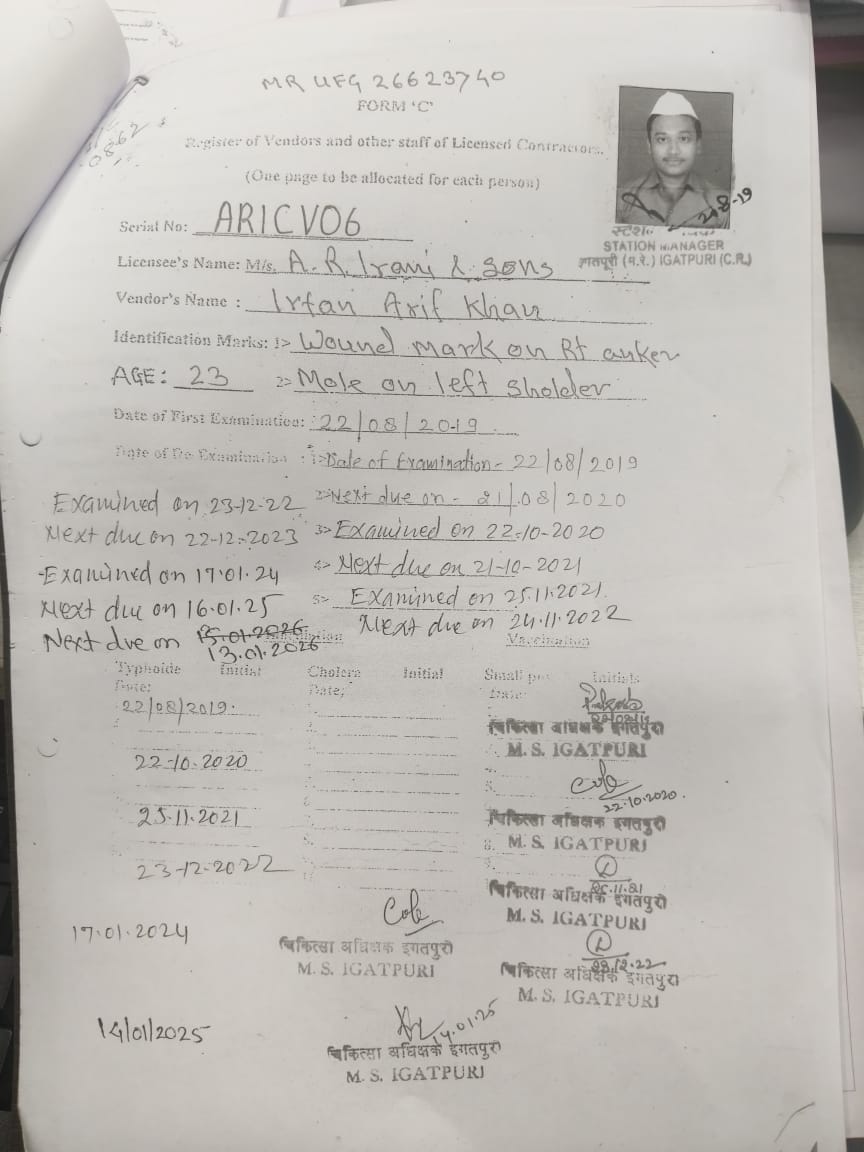 MR UFG 26623740
FORM 'C'
0862
Register of Vendors and other staff of Licensed Contractors.
(One page to be allocated for each person)
Serial No: ARICV06
28-8-19
STATION MANAGER
इगतपूरी (म.रे.) IGATPURI (C.R.)
Licensee's Name: M/s. A.R. Irani & Sons
Vendor's Name : Irfan Arif Khan
Identification Marks: 1> Wound mark on Rt anker
AGE: 23 2> Mole on left sholder
Date of First Examination: 22/08/2019
Date of Re Examination : 1> Date of Examination - 22/08/2019
Examined on 23-12-22 2> Next due on - 21/08/2020
Next due on 22-12-2023 3> Examined on 22-10-2020
Examined on 17.01.24 4> Next due on 21-10-2021
Next due on 16.01.25 5> Examined on 25.11.2021.
Next due on 24.11.2022
Next due on 15.01.2026
13.01.2026
Vaccination
Typhoide Initial Cholera Initial Small pox Initials
Date: Date; Date:
22/08/2019.
चिकित्सा अधिक्षक इगतपुरी
M. S. IGATPURI
22-10-2020
22.10.2020.
25.11.2021
चिकित्सा अधिक्षक इगतपुरी
8. M. S. IGATPURI
23-12-2022
25.11.21
चिकित्सा अधिक्षक इगतपुरी
M. S. IGATPURI
17.01.2024
चिकित्सा अधिक्षक इगतपुरी
M. S. IGATPURI
23.12.22
चिकित्सा अधिक्षक इगतपुरी
M. S. IGATPURI
14/01/2025
14.01.25
चिकित्सा अधिक्षक इगतपुरी
M. S. IGATPURI